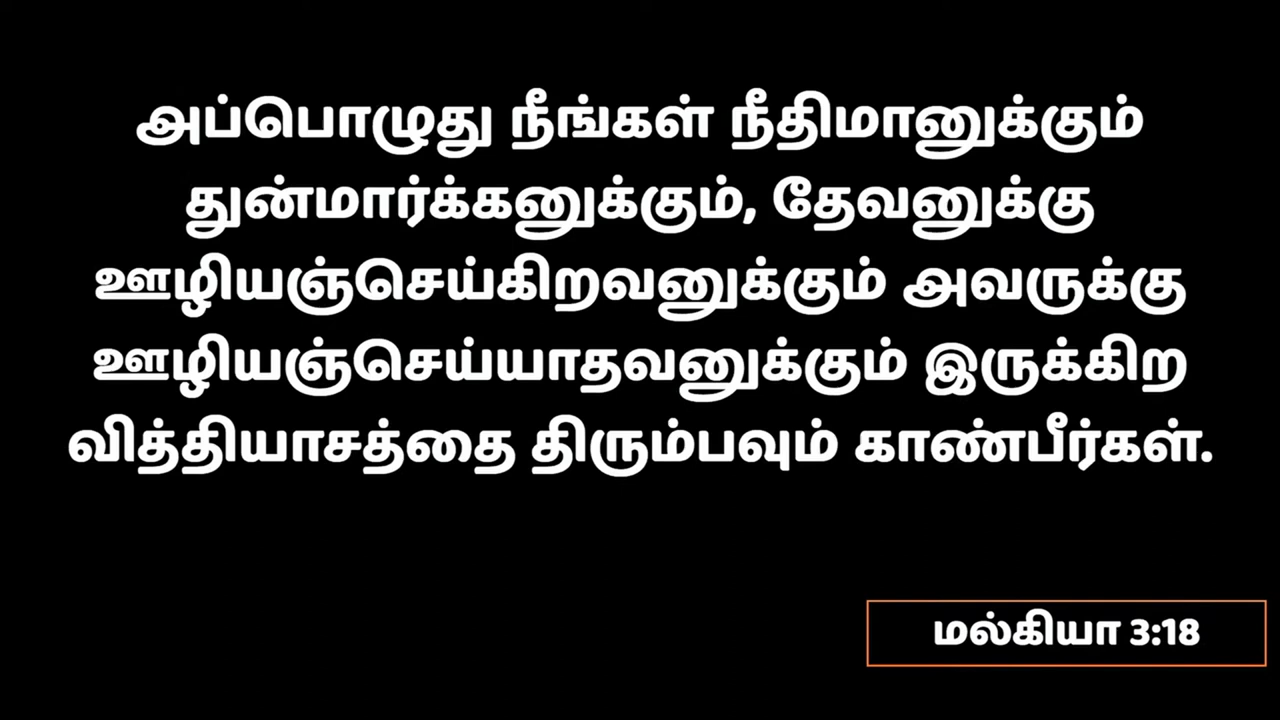 அப்பொழுது நீங்கள் நீதிமானுக்கும்
துன்மார்க்கனுக்கும், தேவனுக்கு
ஊழியஞ்செய்கிறவனுக்கும் அவருக்கு
ஊழியஞ்செய்யாதவனுக்கும் இருக்கிற
வித்தியாசத்தை திரும்பவும் காண்பீர்கள்.
மல்கியா 3:18